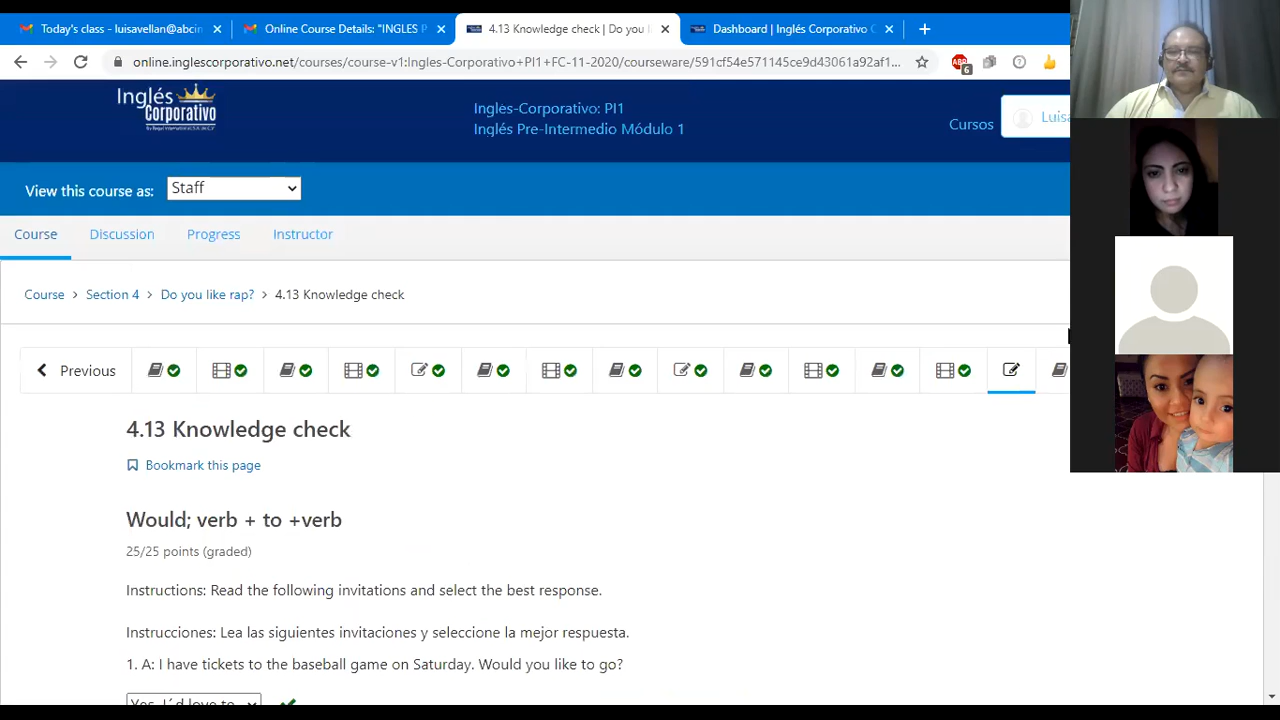 Today's class - luisavellan@abcin
Online Course Details: "INGLES P
4.13 Knowledge check | Do you l
Dashboard | Inglés Corporativo C
online.inglescorporativo.net/courses/course-v1:Ingles-Corporativo+PI1+FC-11-2020/courseware/591cf54e571145ce9d43061a92af1...
6
Inglés
Corporativo
Ingles-Corporativo: PI1
Inglés Pre-Intermedio Módulo 1
Cursos
Luisa
View this course as:
Staff
Course
Discussion
Progress
Instructor
Course > Section 4 > Do you like rap? > 4.13 Knowledge check
Previous
4.13 Knowledge check
Bookmark this page
Would; verb + to +verb
25/25 points (graded)
Instructions: Read the following invitations and select the best response.
Instrucciones: Lea las siguientes invitaciones y seleccione la mejor respuesta.
1. A: I have tickets to the baseball game on Saturday. Would you like to go?
Yes, I´d love to.